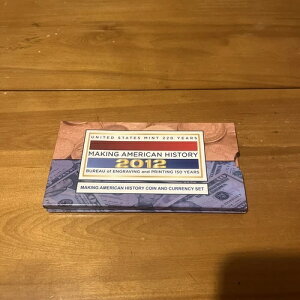 UNITED STATES MINT 220 YEARS
MAKING AMERICAN HISTORY
2012
BUREAU of ENGRAVING and PRINTING 150 YEARS
MAKING AMERICAN HISTORY COIN AND CURRENCY SET